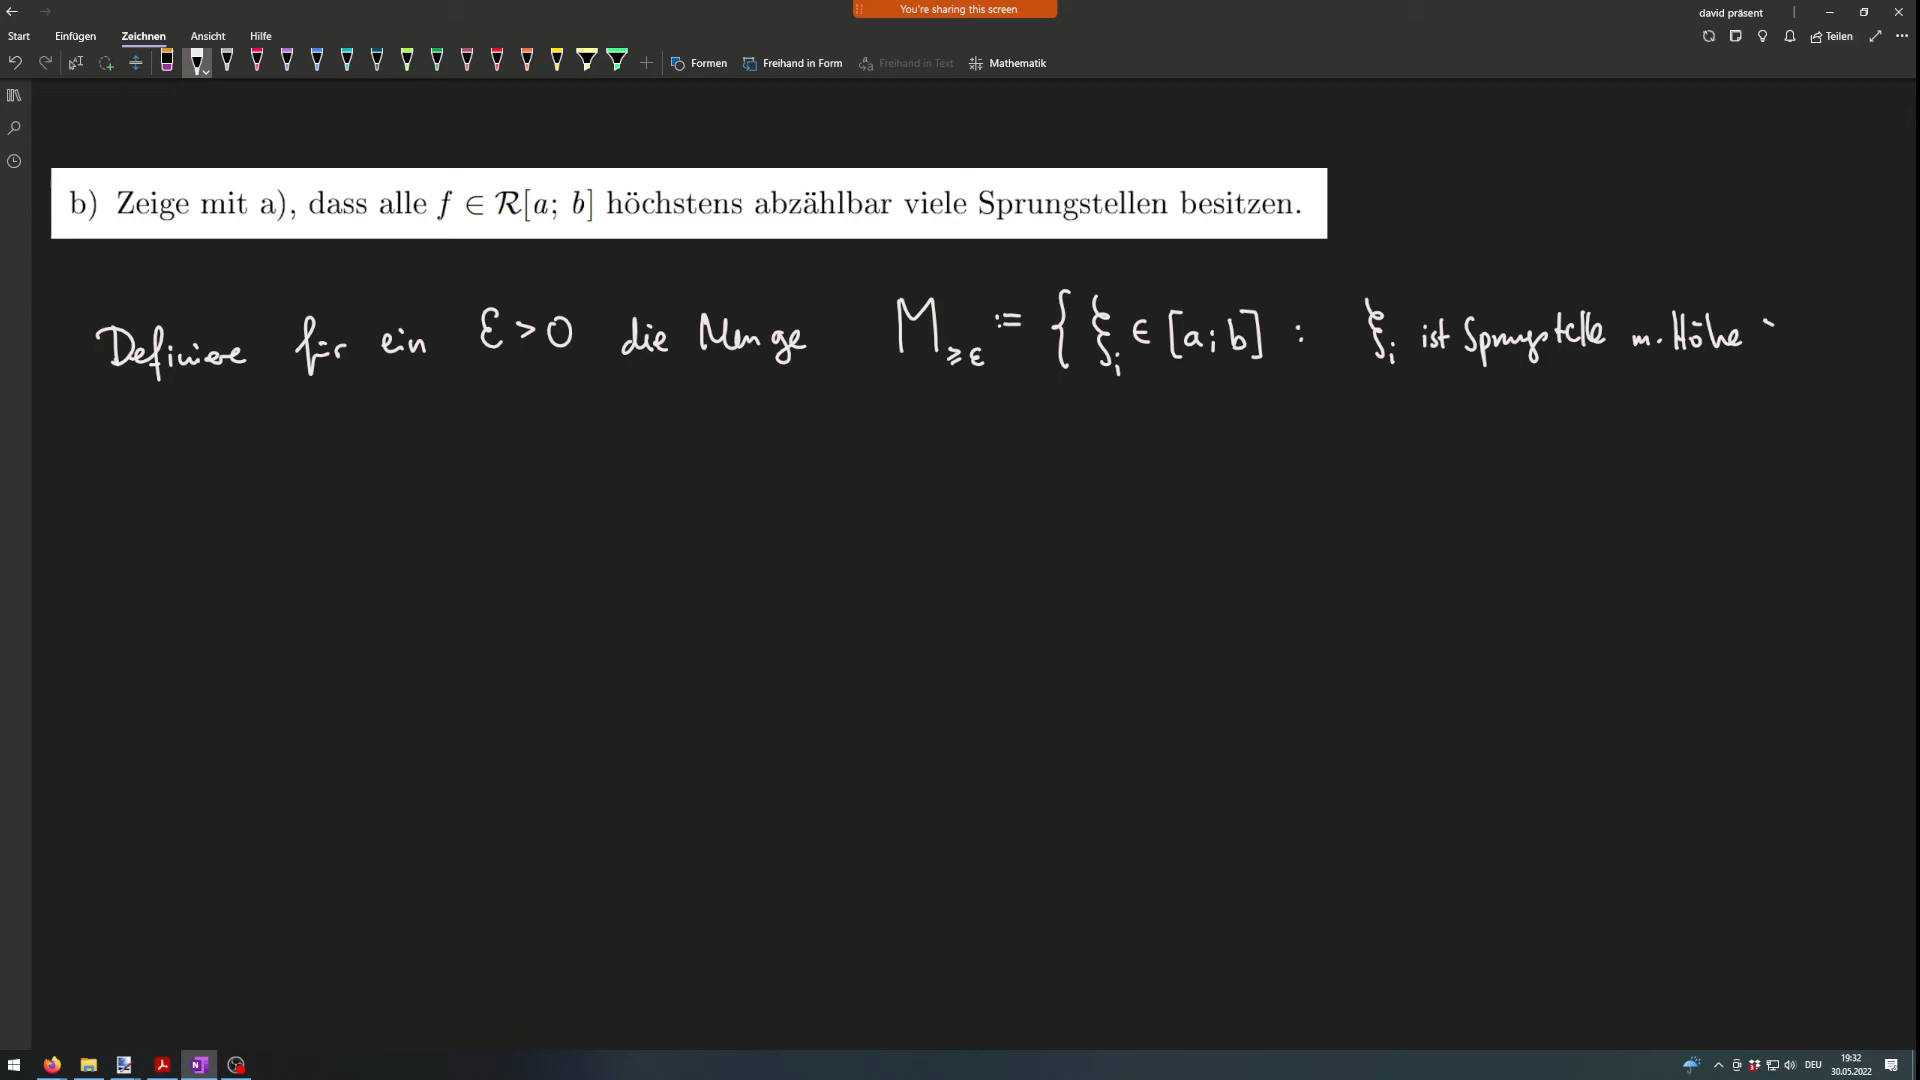 You're sharing this screen
david präsent
Start Einfügen Zeichnen Ansicht Hilfe
Teilen
Formen Freihand in Form Freihand in Text Mathematik
b) Zeige mit a), dass alle f ∈ ℛ[a; b] höchstens abzählbar viele Sprungstellen besitzen.
Definiere für ein ε > 0 die Menge M≥ε := { ξi ∈ [a; b] : ξi ist Sprungstelle m. Höhe
DEU
19:32
30.05.2022